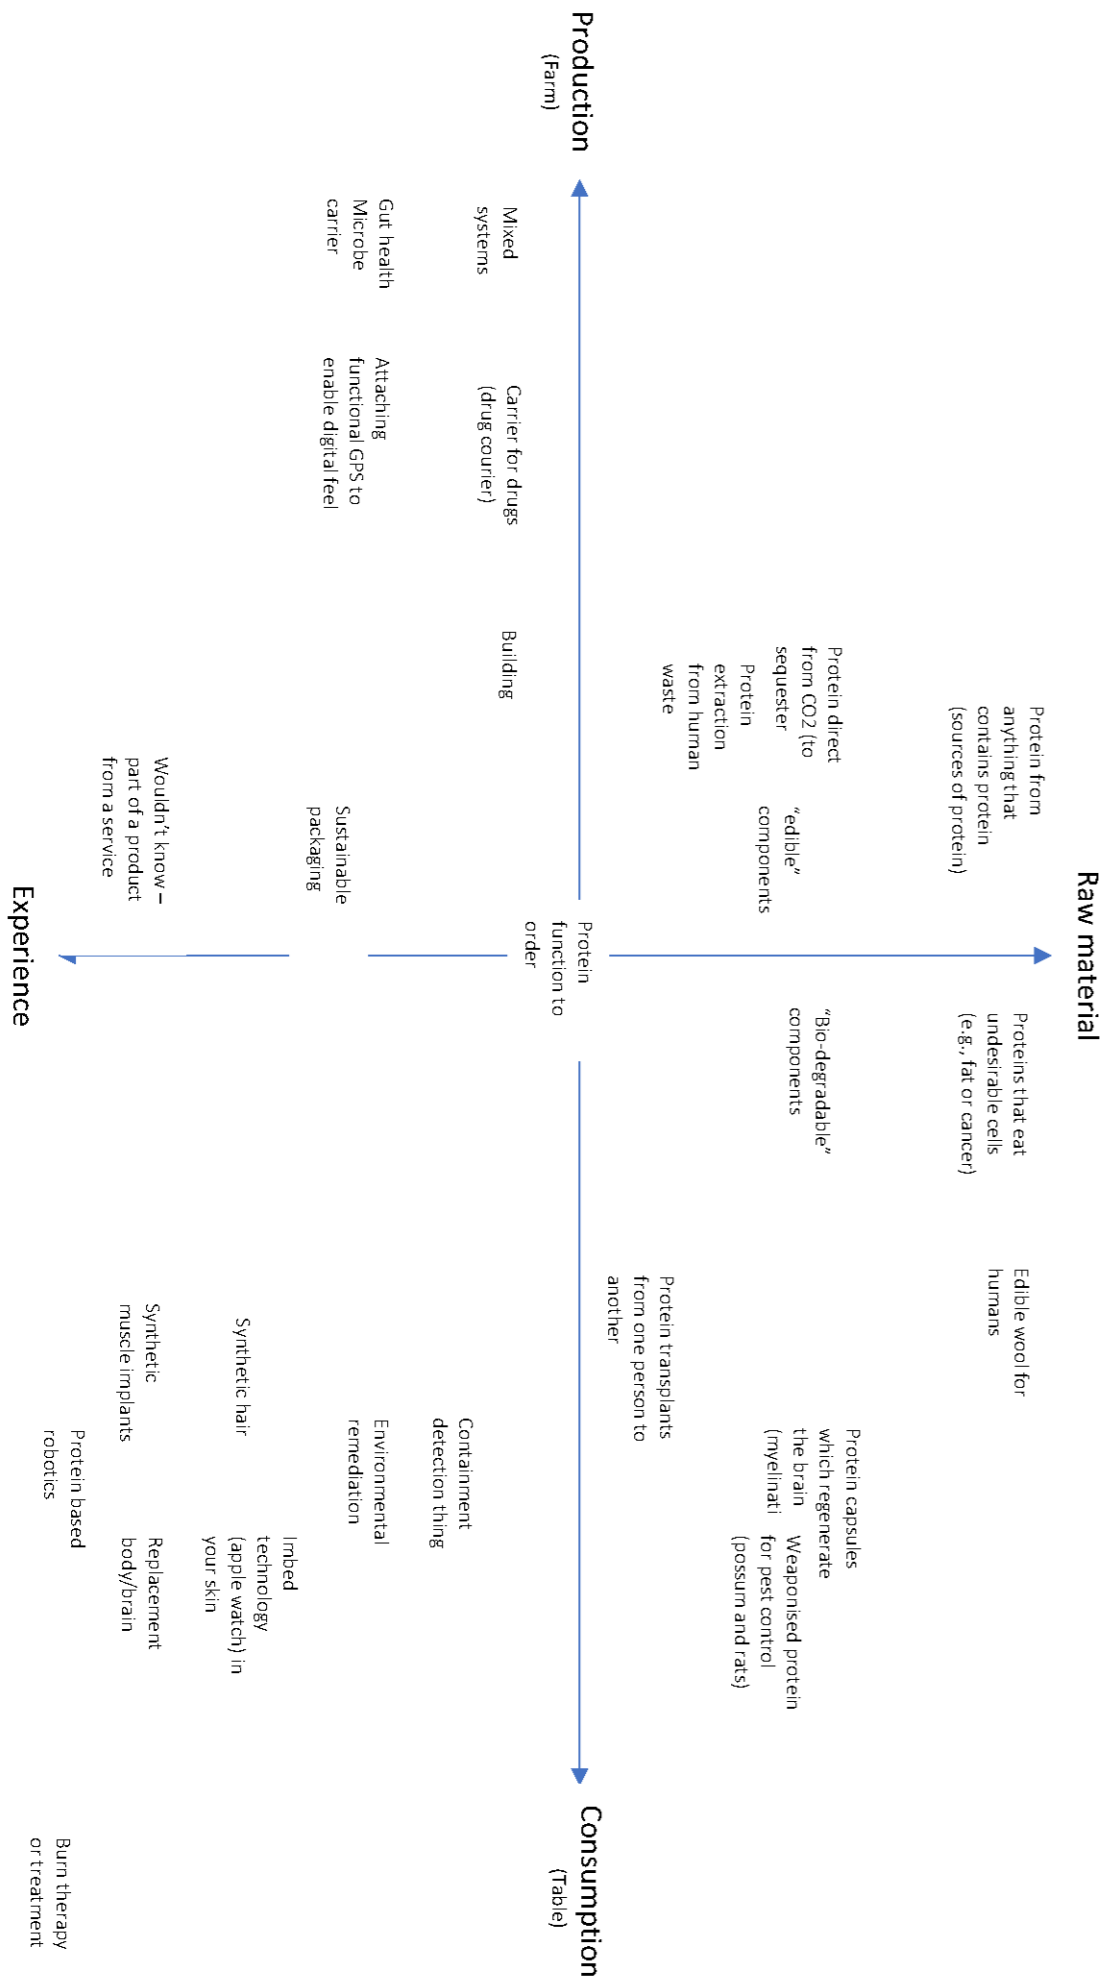 Raw material
Protein from
anything that
contains protein
(sources of protein)
Proteins that eat
undesirable cells
(e.g., fat or cancer)
Edible wool for
humans
Protein direct
from CO2 (to
sequester
"edible"
components
"Bio-degradable"
components
Protein capsules
which regenerate
the brain
(myelinati
Weaponised protein
for pest control
(possum and rats)
Protein
extraction
from human
waste
Protein transplants
from one person to
another
Production
(Farm)
Protein
function to
order
Consumption
(Table)
Mixed
systems
Carrier for drugs
(drug courier)
Building
Containment
detection thing
Gut health
Microbe
carrier
Attaching
functional GPS to
enable digital feel
Sustainable
packaging
Environmental
remediation
Synthetic hair
Imbed
technology
(apple watch) in
your skin
Wouldn't know –
part of a product
from a service
Synthetic
muscle implants
Replacement
body/brain
Protein based
robotics
Burn therapy
or treatment
Experience